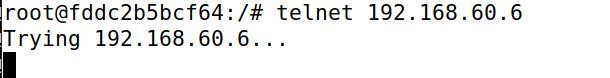 root@fddc2b5bcf64:/# telnet 192.168.60.6
Trying 192.168.60.6...